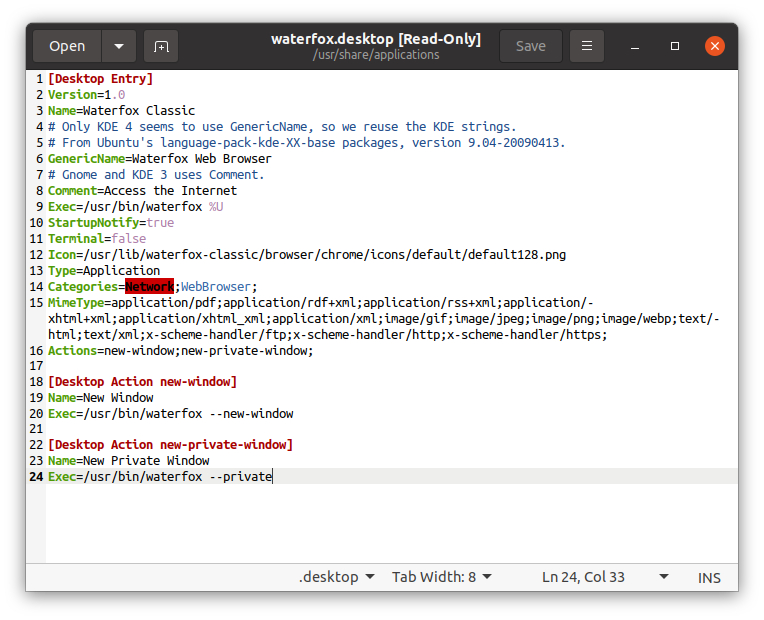 Open
waterfox.desktop [Read-Only]
/usr/share/applications
Save
1 [Desktop Entry]
2 Version=1.0
3 Name=Waterfox Classic
4 # Only KDE 4 seems to use GenericName, so we reuse the KDE strings.
5 # From Ubuntu's language-pack-kde-XX-base packages, version 9.04-20090413.
6 GenericName=Waterfox Web Browser
7 # Gnome and KDE 3 uses Comment.
8 Comment=Access the Internet
9 Exec=/usr/bin/waterfox %U
10 StartupNotify=true
11 Terminal=false
12 Icon=/usr/lib/waterfox-classic/browser/chrome/icons/default/default128.png
13 Type=Application
14 Categories=Network;WebBrowser;
15 MimeType=application/pdf;application/rdf+xml;application/rss+xml;application/-
xhtml+xml;application/xhtml_xml;application/xml;image/gif;image/jpeg;image/png;image/webp;text/-
html;text/xml;x-scheme-handler/ftp;x-scheme-handler/http;x-scheme-handler/https;
16 Actions=new-window;new-private-window;
17
18 [Desktop Action new-window]
19 Name=New Window
20 Exec=/usr/bin/waterfox --new-window
21
22 [Desktop Action new-private-window]
23 Name=New Private Window
24 Exec=/usr/bin/waterfox --private
.desktop Tab Width: 8 Ln 24, Col 33 INS